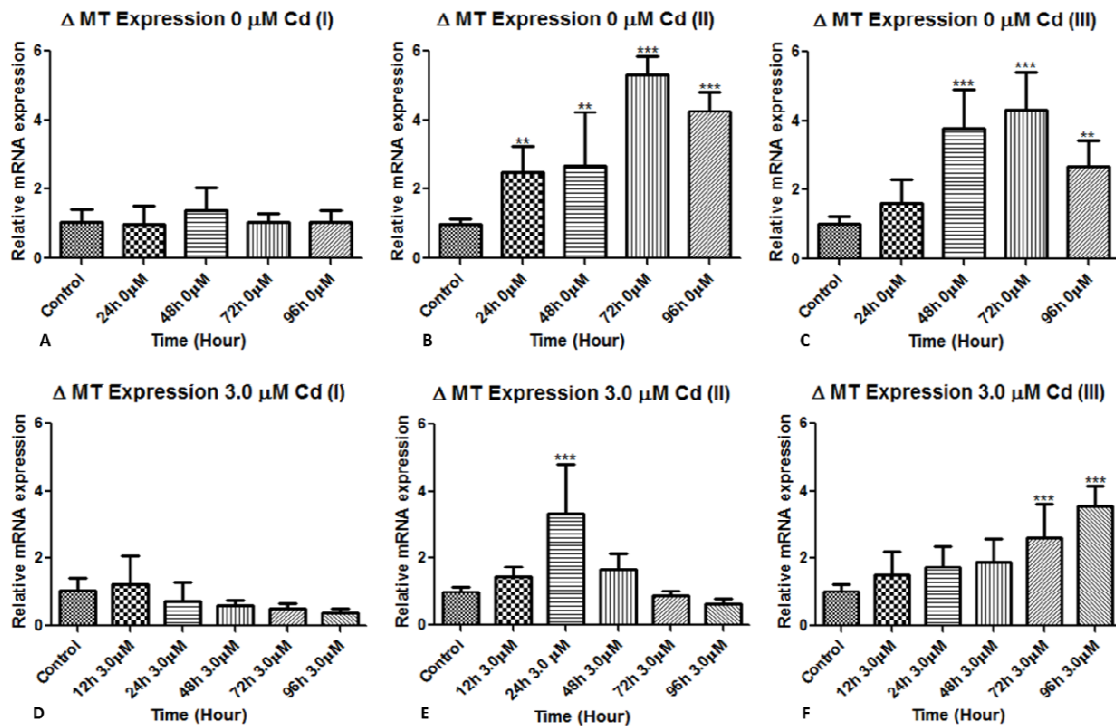 Δ MT Expression 0 μM Cd (I)
Relative mRNA expression
6
4
2
0
Control
24h 0μM
48h 0μM
72h 0μM
96h 0μM
A
Time (Hour)
Δ MT Expression 0 μM Cd (II)
Relative mRNA expression
6
4
2
0
**
**
***
***
Control
24h 0μM
48h 0μM
72h 0μM
96h 0μM
B
Time (Hour)
Δ MT Expression 0 μM Cd (III)
Relative mRNA expression
6
4
2
0
***
***
**
Control
24h 0μM
48h 0μM
72h 0μM
96h 0μM
C
Time (Hour)
Δ MT Expression 3.0 μM Cd (I)
Relative mRNA expression
6
4
2
0
Control
12h 3.0μM
24h 3.0μM
48h 3.0μM
72h 3.0μM
96h 3.0μM
D
Time (Hour)
Δ MT Expression 3.0 μM Cd (II)
Relative mRNA expression
6
4
2
0
***
Control
12h 3.0μM
24h 3.0 μM
48h 3.0μM
72h 3.0μM
96h 3.0μM
E
Time (Hour)
Δ MT Expression 3.0 μM Cd (III)
Relative mRNA expression
6
4
2
0
***
***
Control
12h 3.0μM
24h 3.0μM
48h 3.0μM
72h 3.0μM
96h 3.0μM
F
Time (Hour)